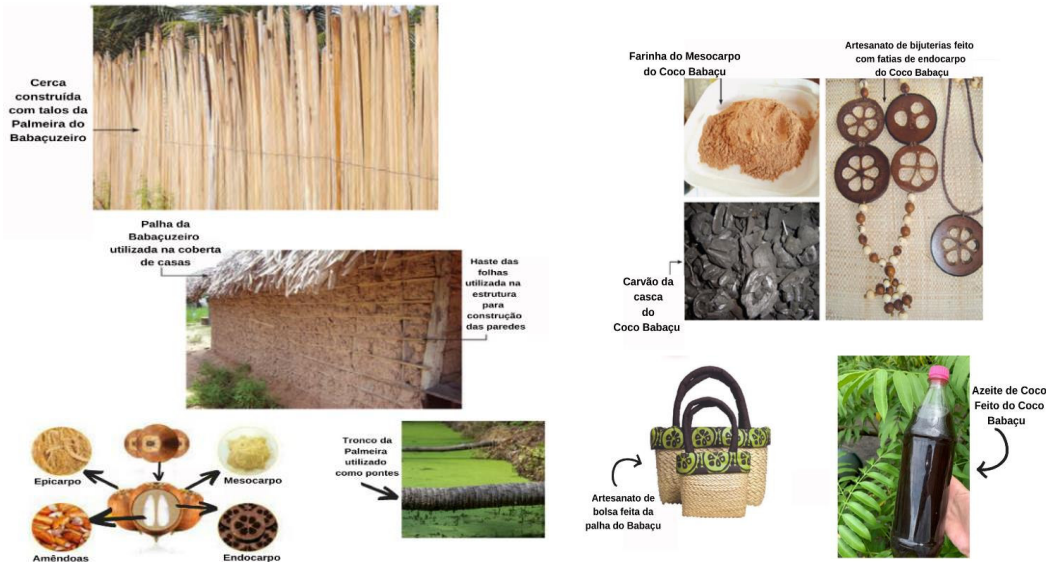 Cerca
construída
com talos da
Palmeira do
Babaçuzeiro
Palha da
Babaçuzeiro
utilizada na coberta
de casas
Haste das
folhas
utilizada na
estrutura
para
construção
das paredes
Epicarpo
Mesocarpo
Amêndoas
Endocarpo
Tronco da
Palmeira
utilizado
como pontes
Farinha do Mesocarpo
do Coco Babaçu
Artesanato de bijuterias feito
com fatias de endocarpo
do Coco Babaçu
Carvão da
casca
do
Coco Babaçu
Artesanato de
bolsa feita da
palha do Babaçu
Azeite de Coco
Feito do Coco
Babaçu